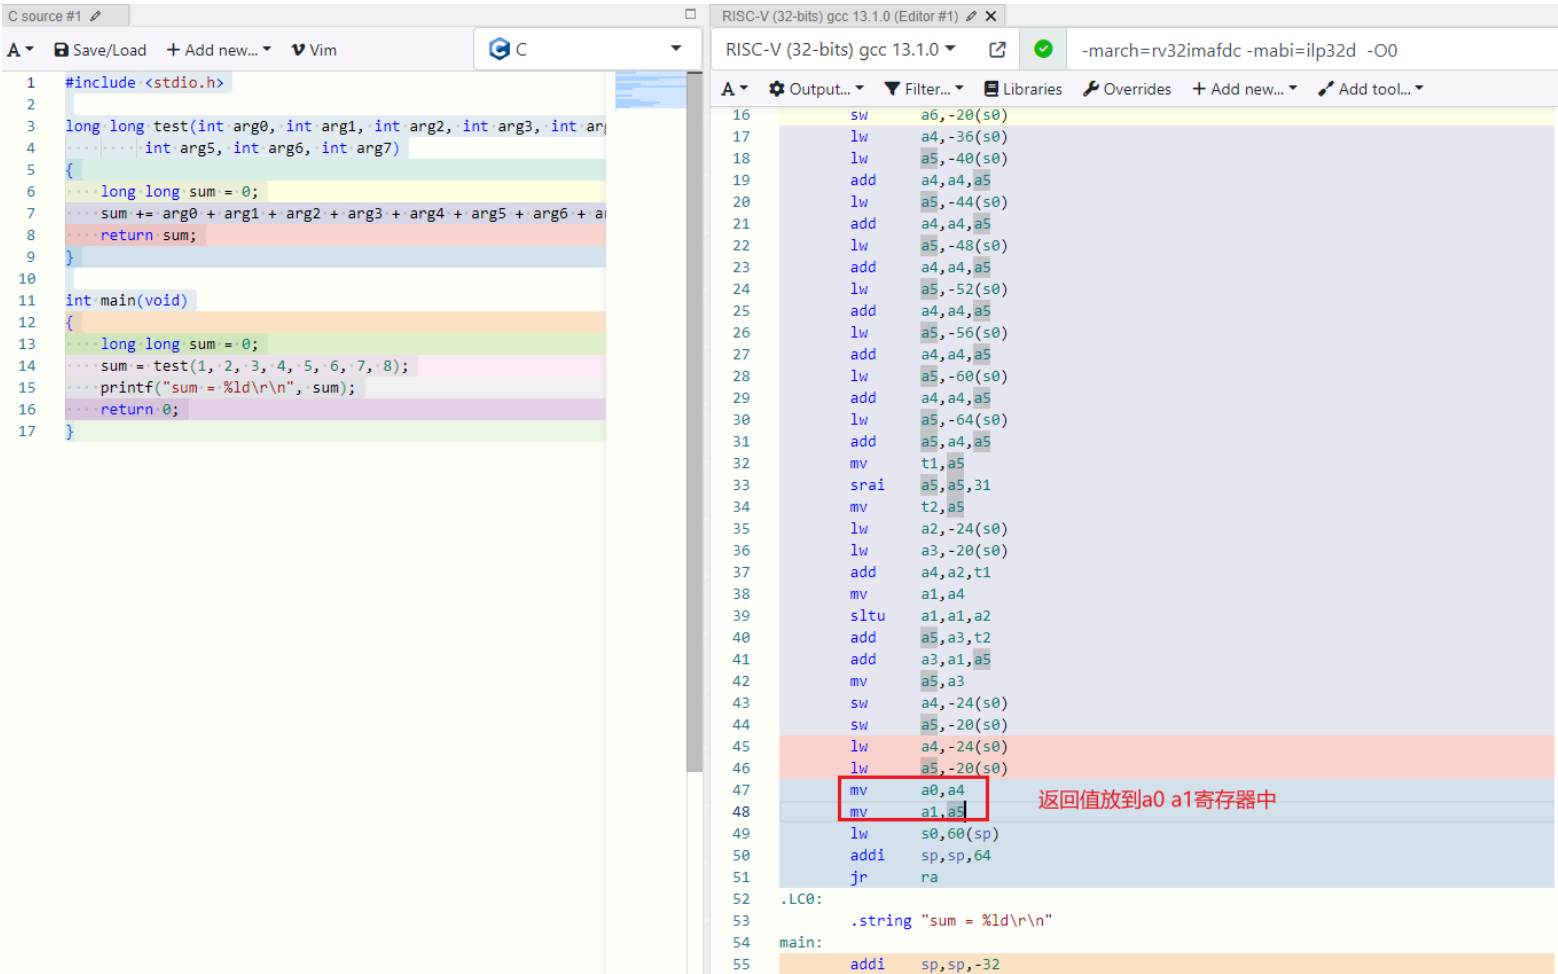 C source #1
A Save/Load + Add new... Vim C
1 #include <stdio.h>
2
3 long long test(int arg0, int arg1, int arg2, int arg3, int ar
4 int arg5, int arg6, int arg7)
5 {
6 long long sum = 0;
7 sum += arg0 + arg1 + arg2 + arg3 + arg4 + arg5 + arg6 + a
8 return sum;
9 }
10
11 int main(void)
12 {
13 long long sum = 0;
14 sum = test(1, 2, 3, 4, 5, 6, 7, 8);
15 printf("sum = %ld\r\n", sum);
16 return 0;
17 }
RISC-V (32-bits) gcc 13.1.0 (Editor #1)
RISC-V (32-bits) gcc 13.1.0 -march=rv32imafdc -mabi=ilp32d -O0
A Output... Filter... Libraries Overrides + Add new... Add tool...
16 sw a6,-20(s0)
17 lw a4,-36(s0)
18 lw a5,-40(s0)
19 add a4,a4,a5
20 lw a5,-44(s0)
21 add a4,a4,a5
22 lw a5,-48(s0)
23 add a4,a4,a5
24 lw a5,-52(s0)
25 add a4,a4,a5
26 lw a5,-56(s0)
27 add a4,a4,a5
28 lw a5,-60(s0)
29 add a4,a4,a5
30 lw a5,-64(s0)
31 add a5,a4,a5
32 mv t1,a5
33 srai a5,a5,31
34 mv t2,a5
35 lw a2,-24(s0)
36 lw a3,-20(s0)
37 add a4,a2,t1
38 mv a1,a4
39 sltu a1,a1,a2
40 add a5,a3,t2
41 add a3,a1,a5
42 mv a5,a3
43 sw a4,-24(s0)
44 sw a5,-20(s0)
45 lw a4,-24(s0)
46 lw a5,-20(s0)
47 mv a0,a4
返回值放到a0 a1寄存器中
48 mv a1,a5
49 lw s0,60(sp)
50 addi sp,sp,64
51 jr ra
52 .LC0:
53 .string "sum = %ld\r\n"
54 main:
55 addi sp,sp,-32